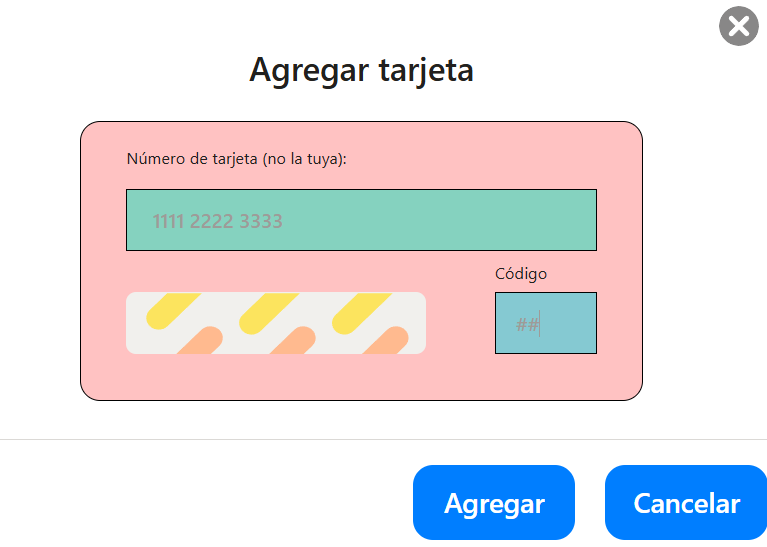 Agregar tarjeta
Número de tarjeta (no la tuya):
1111 2222 3333
Código
##
Agregar
Cancelar